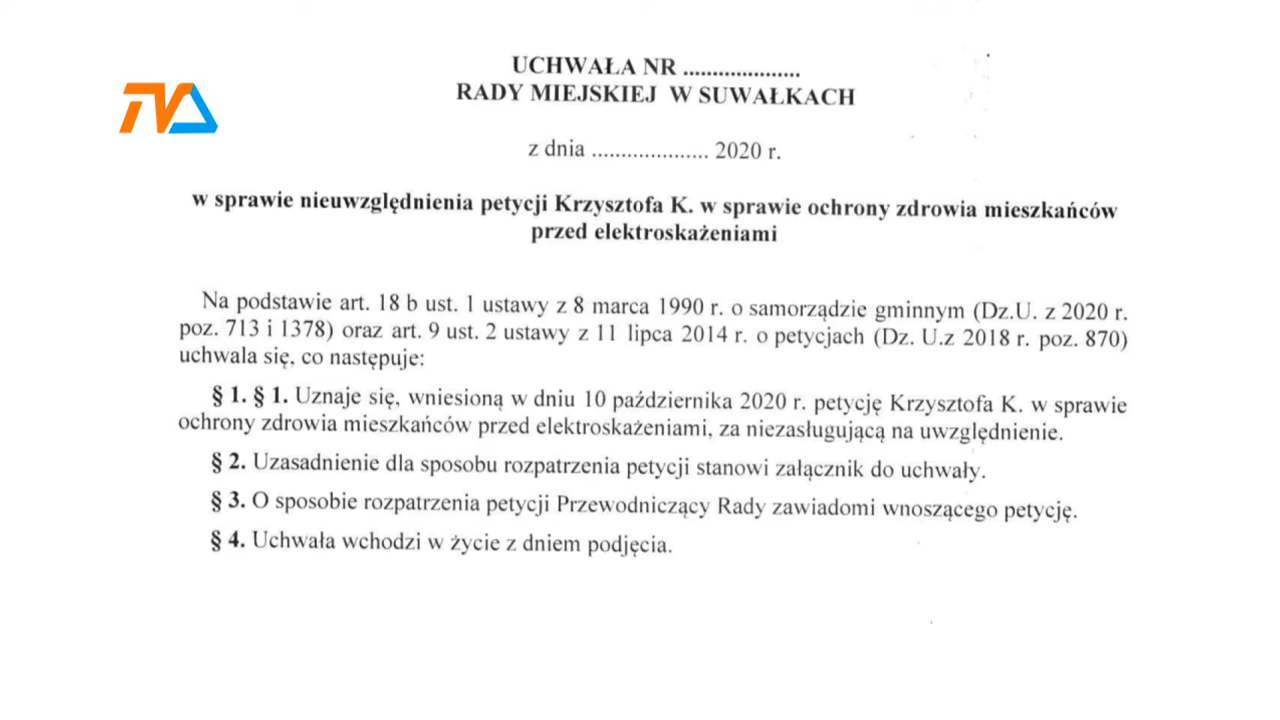 TVS
UCHWAŁA NR ....................
RADY MIEJSKIEJ W SUWAŁKACH
z dnia .................... 2020 r.
w sprawie nieuwzględnienia petycji Krzysztofa K. w sprawie ochrony zdrowia mieszkańców
przed elektroskażeniami
Na podstawie art. 18 b ust. 1 ustawy z 8 marca 1990 r. o samorządzie gminnym (Dz.U. z 2020 r.
poz. 713 i 1378) oraz art. 9 ust. 2 ustawy z 11 lipca 2014 r. o petycjach (Dz. U.z 2018 r. poz. 870)
uchwala się, co następuje:
§ 1. § 1. Uznaje się, wniesioną w dniu 10 października 2020 r. petycję Krzysztofa K. w sprawie
ochrony zdrowia mieszkańców przed elektroskażeniami, za niezasługującą na uwzględnienie.
§ 2. Uzasadnienie dla sposobu rozpatrzenia petycji stanowi załącznik do uchwały.
§ 3. O sposobie rozpatrzenia petycji Przewodniczący Rady zawiadomi wnoszącego petycję.
§ 4. Uchwała wchodzi w życie z dniem podjęcia.